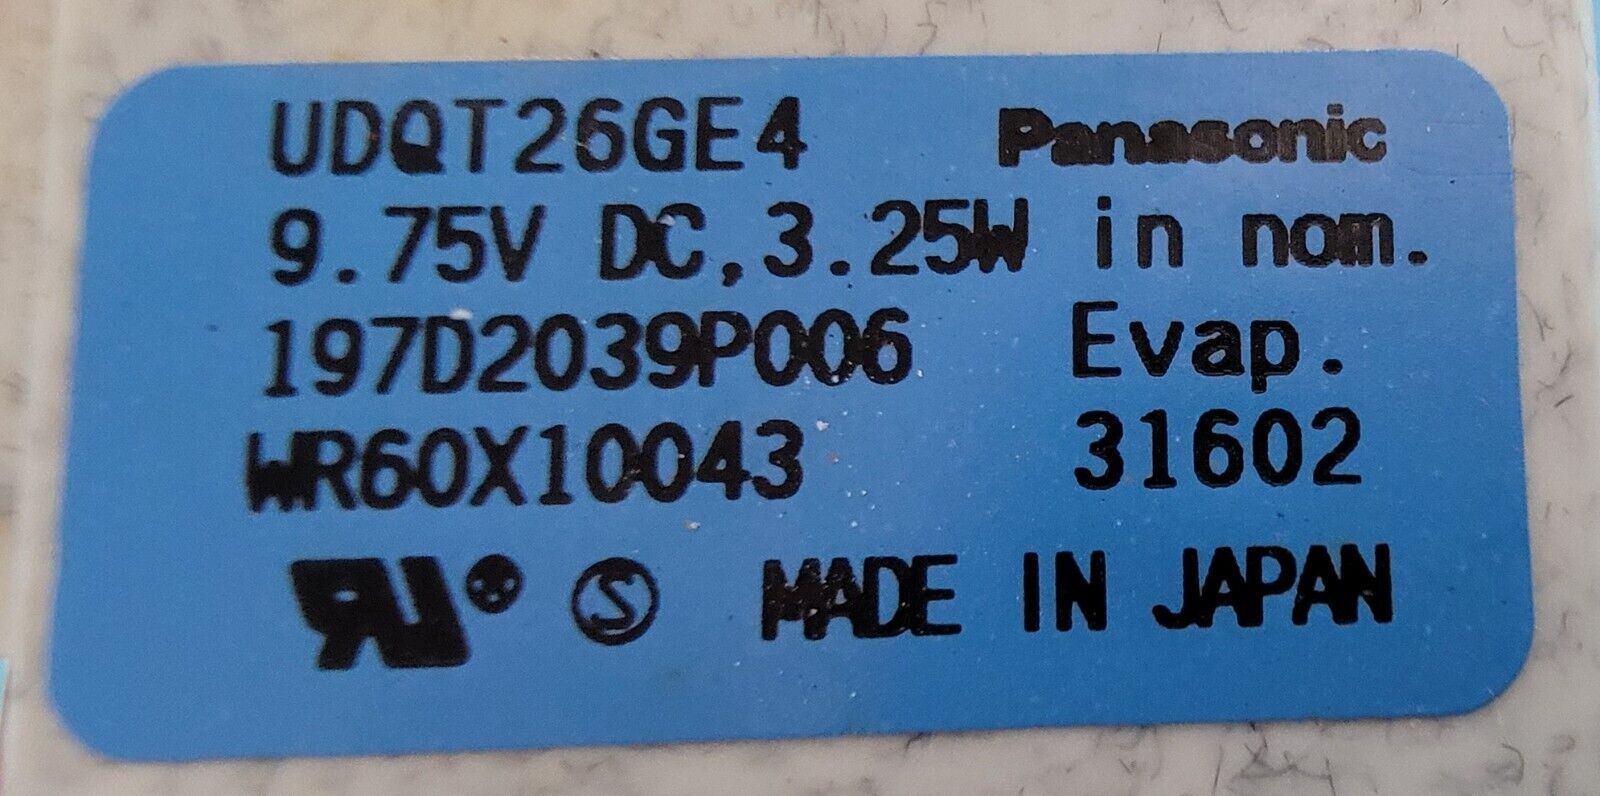 UDQT26GE4 Panasonic
9.75V DC,3.25W in nom.
197D2039P006 Evap.
WR60X10043 31602
MADE IN JAPAN